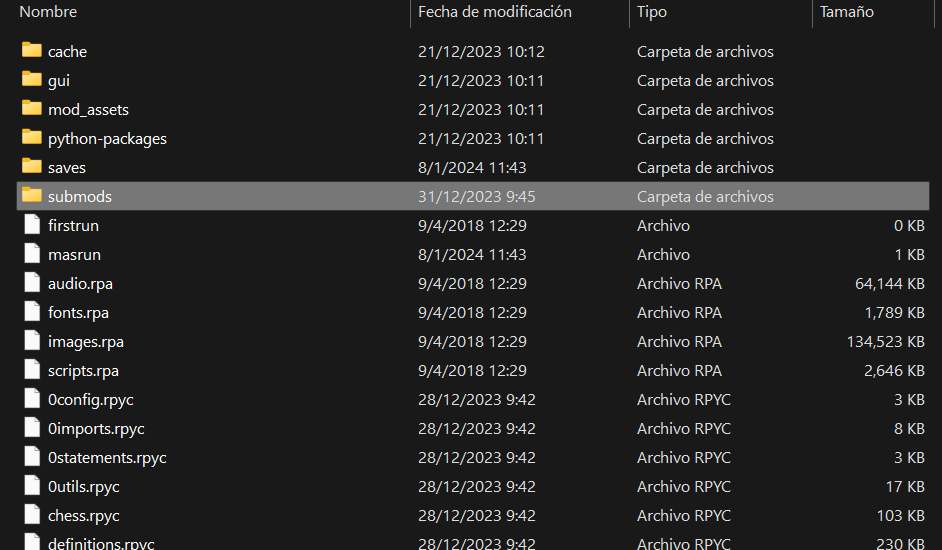 Nombre Fecha de modificación Tipo Tamaño
cache 21/12/2023 10:12 Carpeta de archivos
gui 21/12/2023 10:11 Carpeta de archivos
mod_assets 21/12/2023 10:11 Carpeta de archivos
python-packages 21/12/2023 10:11 Carpeta de archivos
saves 8/1/2024 11:43 Carpeta de archivos
submods 31/12/2023 9:45 Carpeta de archivos
firstrun 9/4/2018 12:29 Archivo 0 KB
masrun 8/1/2024 11:43 Archivo 1 KB
audio.rpa 9/4/2018 12:29 Archivo RPA 64,144 KB
fonts.rpa 9/4/2018 12:29 Archivo RPA 1,789 KB
images.rpa 9/4/2018 12:29 Archivo RPA 134,523 KB
scripts.rpa 9/4/2018 12:29 Archivo RPA 2,646 KB
0config.rpyc 28/12/2023 9:42 Archivo RPYC 3 KB
0imports.rpyc 28/12/2023 9:42 Archivo RPYC 8 KB
0statements.rpyc 28/12/2023 9:42 Archivo RPYC 3 KB
0utils.rpyc 28/12/2023 9:42 Archivo RPYC 17 KB
chess.rpyc 28/12/2023 9:42 Archivo RPYC 103 KB
definitions.rpyc 28/12/2023 9:42 Archivo RPYC 230 KB